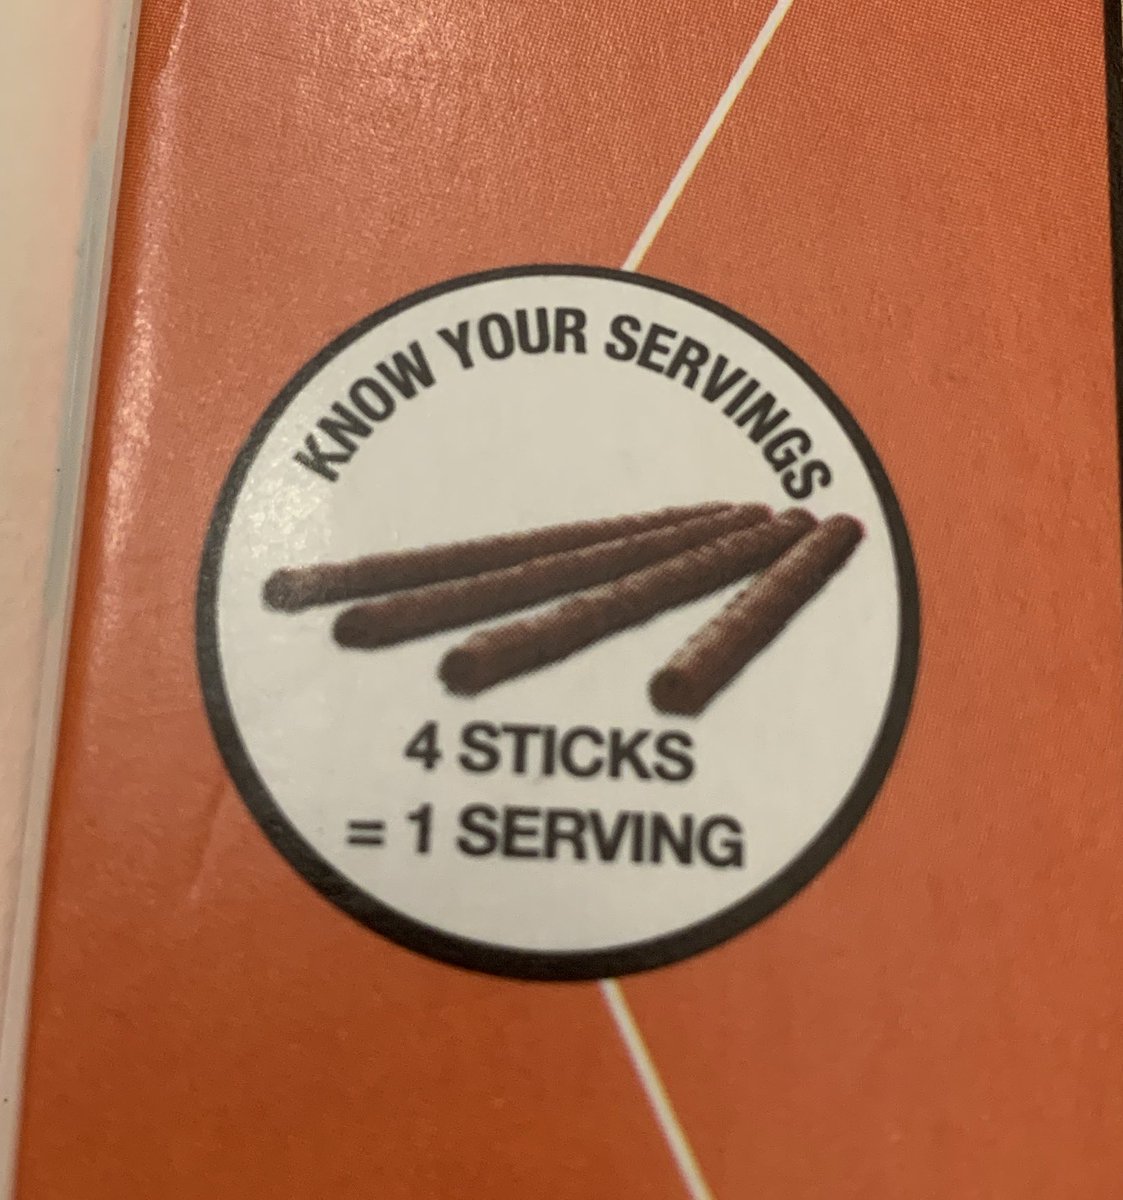 KNOW YOUR SERVINGS
4 STICKS
= 1 SERVING